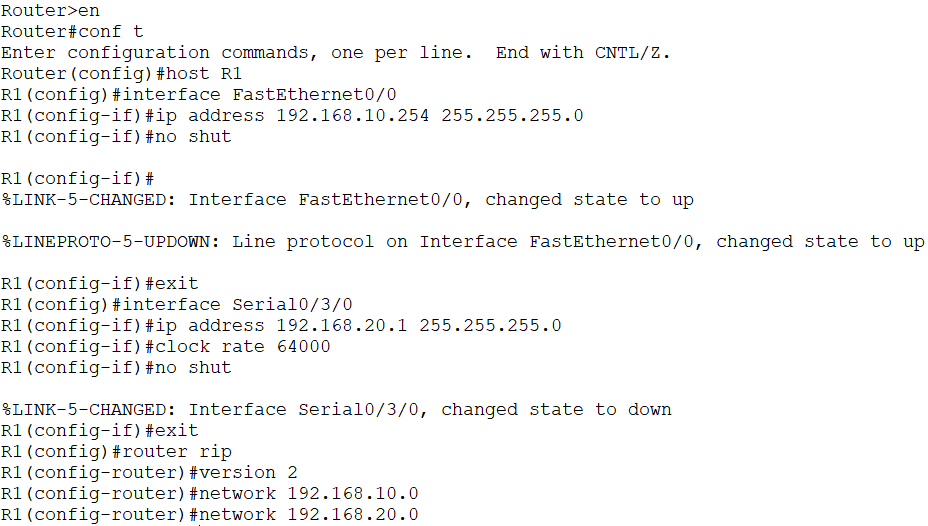 Router>en
Router#conf t
Enter configuration commands, one per line.  End with CNTL/Z.
Router(config)#host R1
R1(config)#interface FastEthernet0/0
R1(config-if)#ip address 192.168.10.254 255.255.255.0
R1(config-if)#no shut
R1(config-if)#
%LINK-5-CHANGED: Interface FastEthernet0/0, changed state to up
%LINEPROTO-5-UPDOWN: Line protocol on Interface FastEthernet0/0, changed state to up
R1(config-if)#exit
R1(config)#interface Serial0/3/0
R1(config-if)#ip address 192.168.20.1 255.255.255.0
R1(config-if)#clock rate 64000
R1(config-if)#no shut
%LINK-5-CHANGED: Interface Serial0/3/0, changed state to down
R1(config-if)#exit
R1(config)#router rip
R1(config-router)#version 2
R1(config-router)#network 192.168.10.0
R1(config-router)#network 192.168.20.0